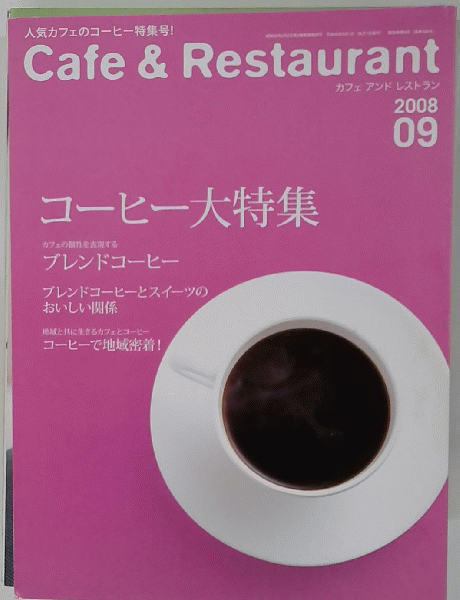 人気カフェのコーヒー特集号!
Cafe & Restaurant
カフェ アンド レストラン
2008
09
コーヒー大特集
カフェの個性を表現する
ブレンドコーヒー
ブレンドコーヒーとスイーツの
おいしい関係
地域と共に生きるカフェとコーヒー
コーヒーで地域密着!